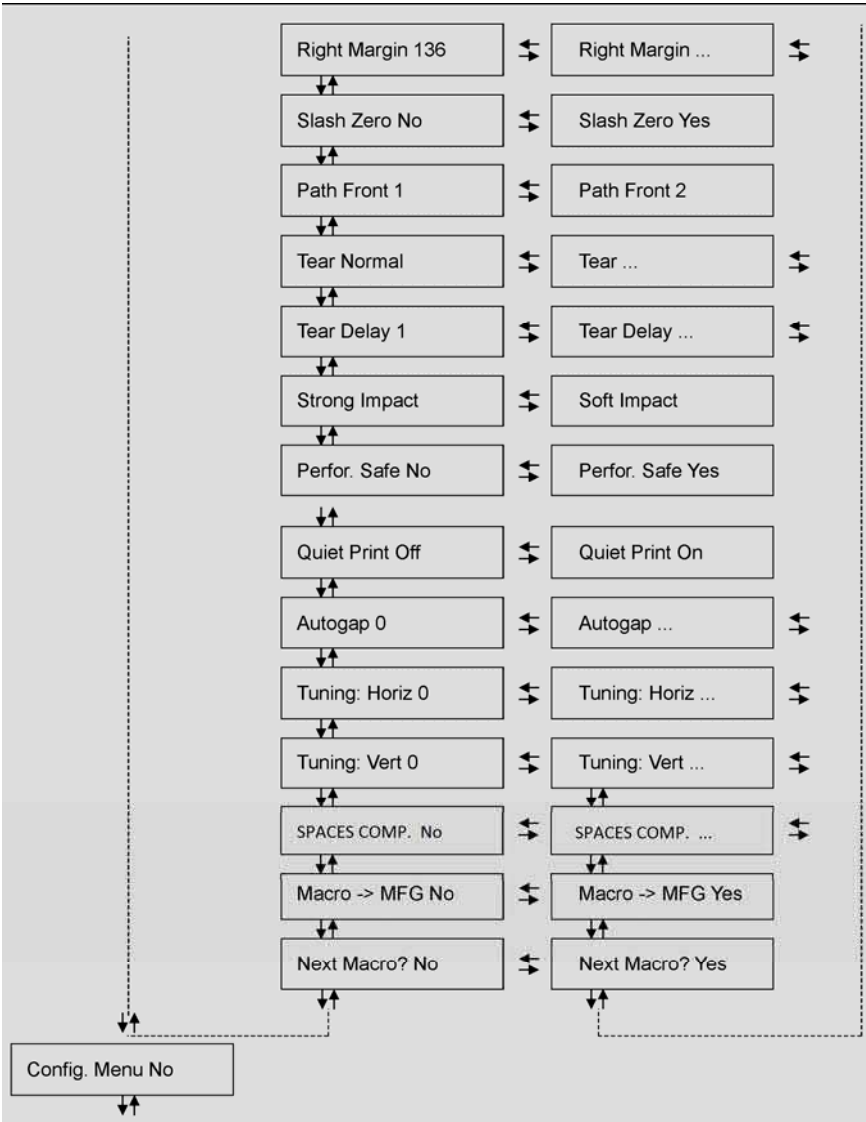 Right Margin 136
Right Margin ...
Slash Zero No
Slash Zero Yes
Path Front 1
Path Front 2
Tear Normal
Tear ...
Tear Delay 1
Tear Delay ...
Strong Impact
Soft Impact
Perfor. Safe No
Perfor. Safe Yes
Quiet Print Off
Quiet Print On
Autogap 0
Autogap ...
Tuning: Horiz 0
Tuning: Horiz ...
Tuning: Vert 0
Tuning: Vert ...
SPACES COMP. No
SPACES COMP. ...
Macro -> MFG No
Macro -> MFG Yes
Next Macro? No
Next Macro? Yes
Config. Menu No